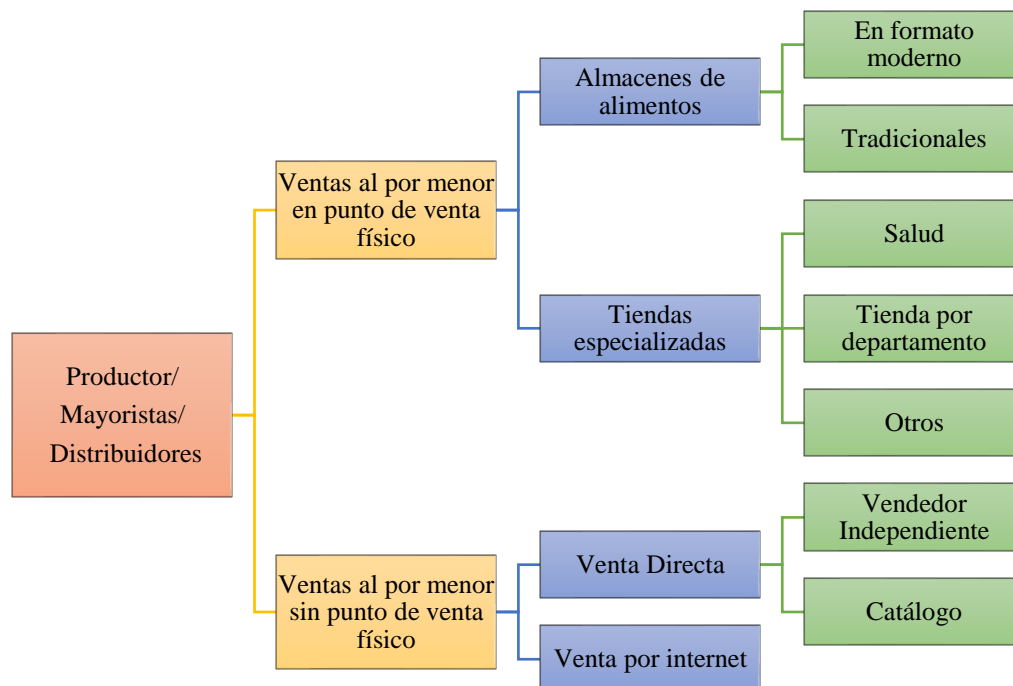 Productor/
Mayoristas/
Distribuidores
Ventas al por menor
en punto de venta
físico
Almacenes de
alimentos
En formato
moderno
Tradicionales
Tiendas
especializadas
Salud
Tienda por
departamento
Otros
Ventas al por menor
sin punto de venta
físico
Venta Directa
Vendedor
Independiente
Catálogo
Venta por internet